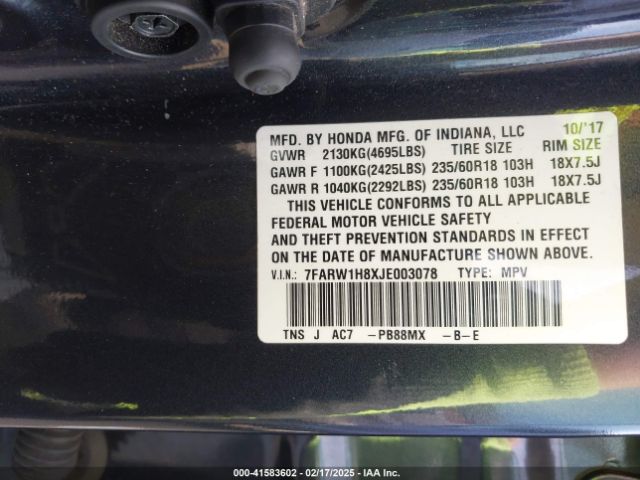 MFD. BY HONDA MFG. OF INDIANA, LLC 10/'17
GVWR 2130KG(4695LBS) TIRE SIZE RIM SIZE
GAWR F 1100KG(2425LBS) 235/60R18 103H 18X7.5J
GAWR R 1040KG(2292LBS) 235/60R18 103H 18X7.5J
THIS VEHICLE CONFORMS TO ALL APPLICABLE
FEDERAL MOTOR VEHICLE SAFETY
AND THEFT PREVENTION STANDARDS IN EFFECT
ON THE DATE OF MANUFACTURE SHOWN ABOVE.
V.I.N.: 7FARW1H8XJE003078 TYPE: MPV
TNS J AC7 -PB88MX -B-E
000-41583602 - 02/17/2025 - IAA Inc.